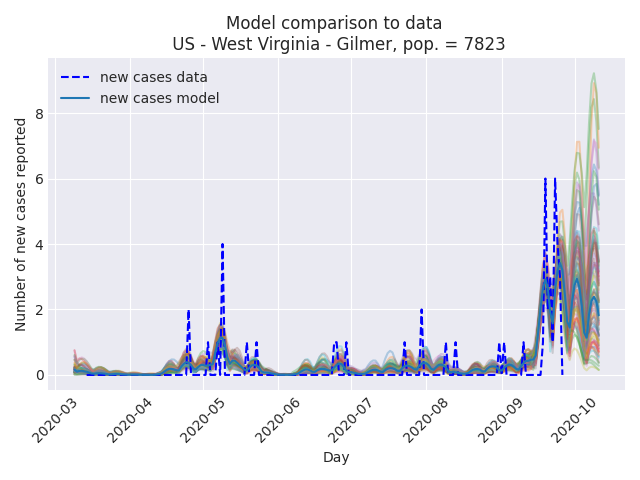 Model comparison to data
US - West Virginia - Gilmer, pop. = 7823
new cases data
new cases model
Number of new cases reported
8
6
4
2
0
2020-03
2020-04
2020-05
2020-06
2020-07
2020-08
2020-09
2020-10
Day